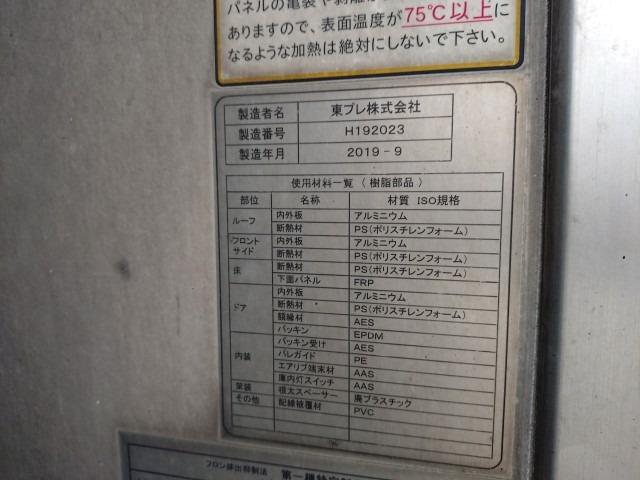 パネルの亀裂や剥離
ありますので、表面温度が75℃以上に
なるような加熱は絶対にしないで下さい。
製造者名 東プレ株式会社
製造番号 H192023
製造年月 2019-9
使用材料一覧(樹脂部品)
部位 名称 材質 ISO規格
ルーフ 内外板 アルミニウム
断熱材 PS(ポリスチレンフォーム)
フロント サイド 内外板 アルミニウム
断熱材 PS(ポリスチレンフォーム)
床 断熱材 PS(ポリスチレンフォーム)
下面パネル FRP
ドア 内外板 アルミニウム
断熱材 PS(ポリスチレンフォーム)
額縁材 AES
パッキン EPDM
内装 パッキン受け AES
パレガイド PE
エアリブ端末材 AAS
庫内灯スイッチ AAS
架装 根太スペーサー 廃プラスチック
その他 配線被覆材 PVC
フロン排出抑制法 第一種特定